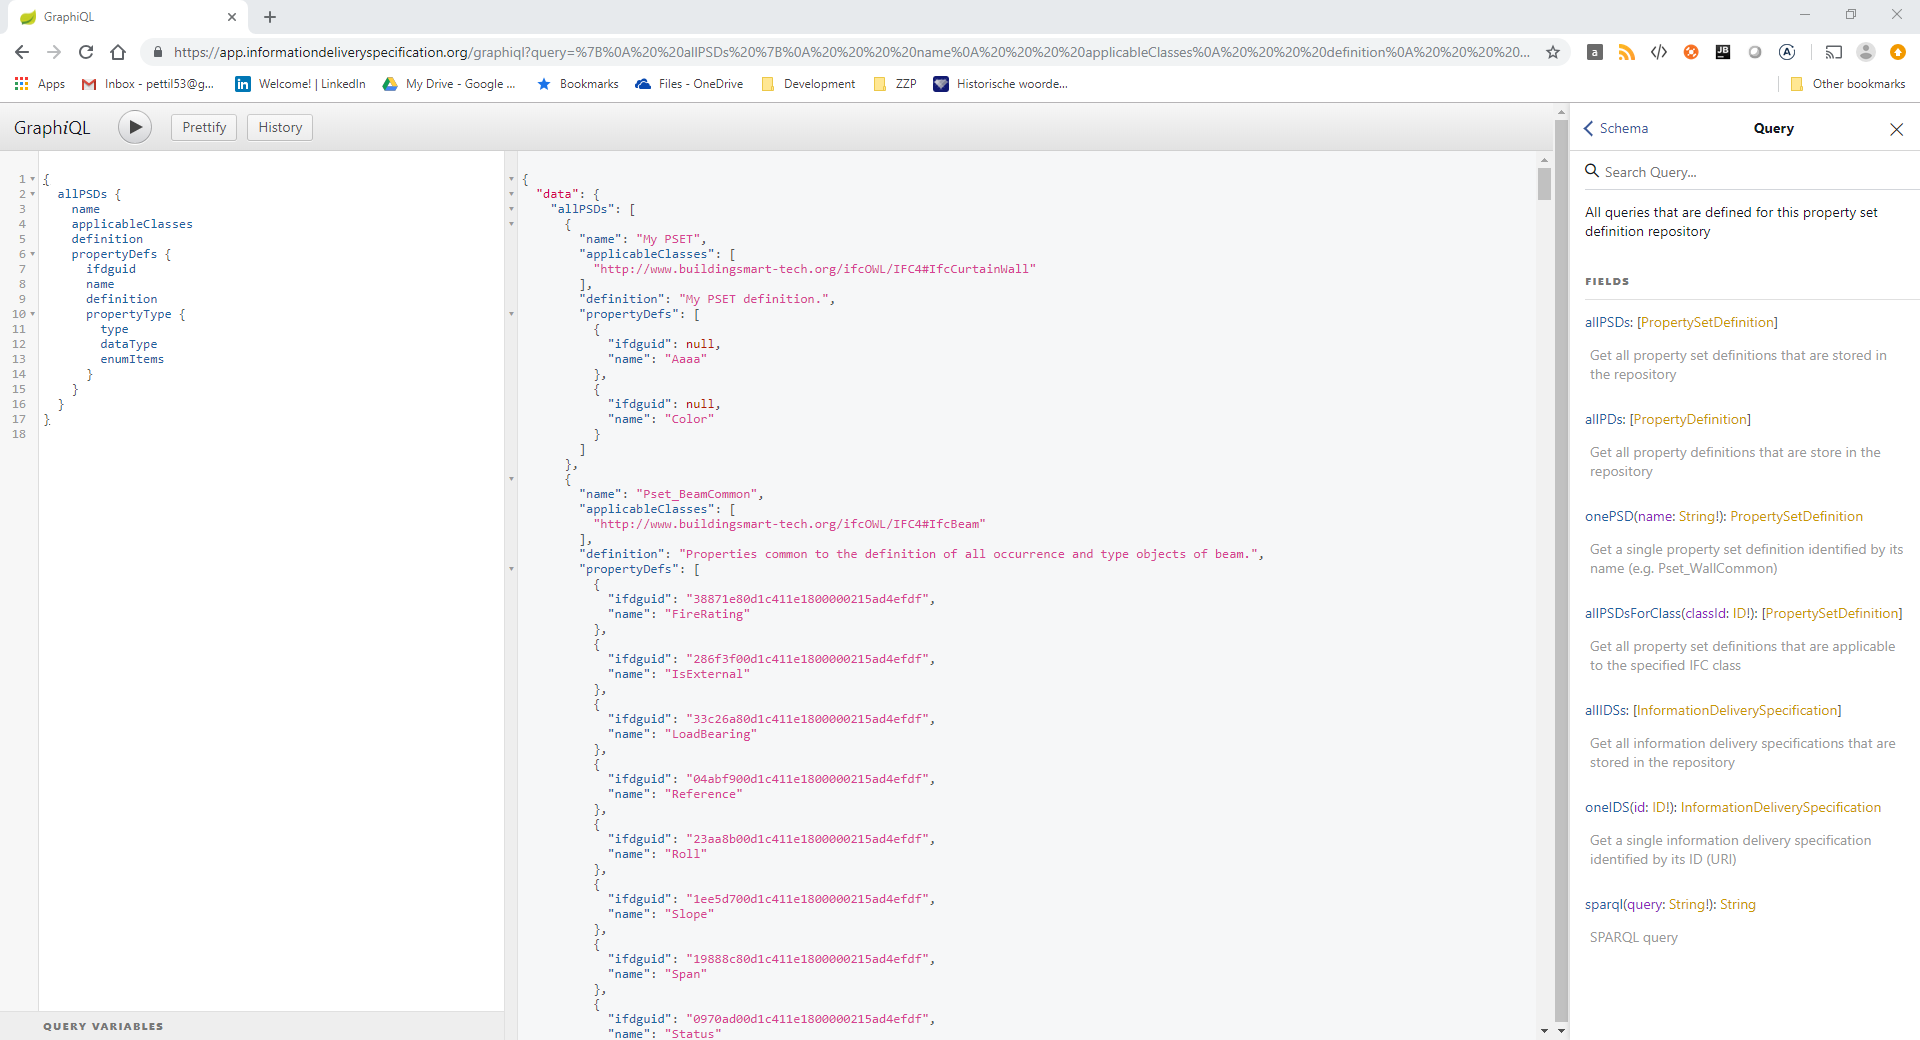 GraphiQL
https://app.informationdeliveryspecification.org/graphiql?query=%7B%0A%20%20allPSDs%20%7B%0A%20%20%20%20name%0A%20%20%20%20applicableClasses%0A%20%20%20%20definition%0A%20%20%20%20...
Apps
Inbox - pettil53@g...
Welcome! | LinkedIn
My Drive - Google ...
Bookmarks
Files - OneDrive
Development
ZZP
Historische woorde...
Other bookmarks
GraphiQL
Prettify
History
1 {
2   allPSDs {
3     name
4     applicableClasses
5     definition
6     propertyDefs {
7       ifdguid
8       name
9       definition
10       propertyType {
11         type
12         dataType
13         enumItems
14       }
15     }
16   }
17 }
18
QUERY VARIABLES
{
  "data": {
    "allPSDs": [
      {
        "name": "My PSET",
        "applicableClasses": [
          "http://www.buildingsmart-tech.org/ifcOWL/IFC4#IfcCurtainWall"
        ],
        "definition": "My PSET definition.",
        "propertyDefs": [
          {
            "ifdguid": null,
            "name": "Aaaa"
          },
          {
            "ifdguid": null,
            "name": "Color"
          }
        ]
      },
      {
        "name": "Pset_BeamCommon",
        "applicableClasses": [
          "http://www.buildingsmart-tech.org/ifcOWL/IFC4#IfcBeam"
        ],
        "definition": "Properties common to the definition of all occurrence and type objects of beam.",
        "propertyDefs": [
          {
            "ifdguid": "38871e80d1c411e1800000215ad4efdf",
            "name": "FireRating"
          },
          {
            "ifdguid": "286f3f00d1c411e1800000215ad4efdf",
            "name": "IsExternal"
          },
          {
            "ifdguid": "33c26a80d1c411e1800000215ad4efdf",
            "name": "LoadBearing"
          },
          {
            "ifdguid": "04abf900d1c411e1800000215ad4efdf",
            "name": "Reference"
          },
          {
            "ifdguid": "23aa8b00d1c411e1800000215ad4efdf",
            "name": "Roll"
          },
          {
            "ifdguid": "1ee5d700d1c411e1800000215ad4efdf",
            "name": "Slope"
          },
          {
            "ifdguid": "19888c80d1c411e1800000215ad4efdf",
            "name": "Span"
          },
          {
            "ifdguid": "0970ad00d1c411e1800000215ad4efdf",
            "name": "Status"
Schema
Query
Search Query...
All queries that are defined for this property set
definition repository
FIELDS
allPSDs: [PropertySetDefinition]
Get all property set definitions that are stored in
the repository
allPDs: [PropertyDefinition]
Get all property definitions that are store in the
repository
onePSD(name: String!): PropertySetDefinition
Get a single property set definition identified by its
name (e.g. Pset_WallCommon)
allPSDsForClass(classId: ID!): [PropertySetDefinition]
Get all property set definitions that are applicable
to the specified IFC class
allIDSs: [InformationDeliverySpecification]
Get all information delivery specifications that are
stored in the repository
oneIDS(id: ID!): InformationDeliverySpecification
Get a single information delivery specification
identified by its ID (URI)
sparql(query: String!): String
SPARQL query